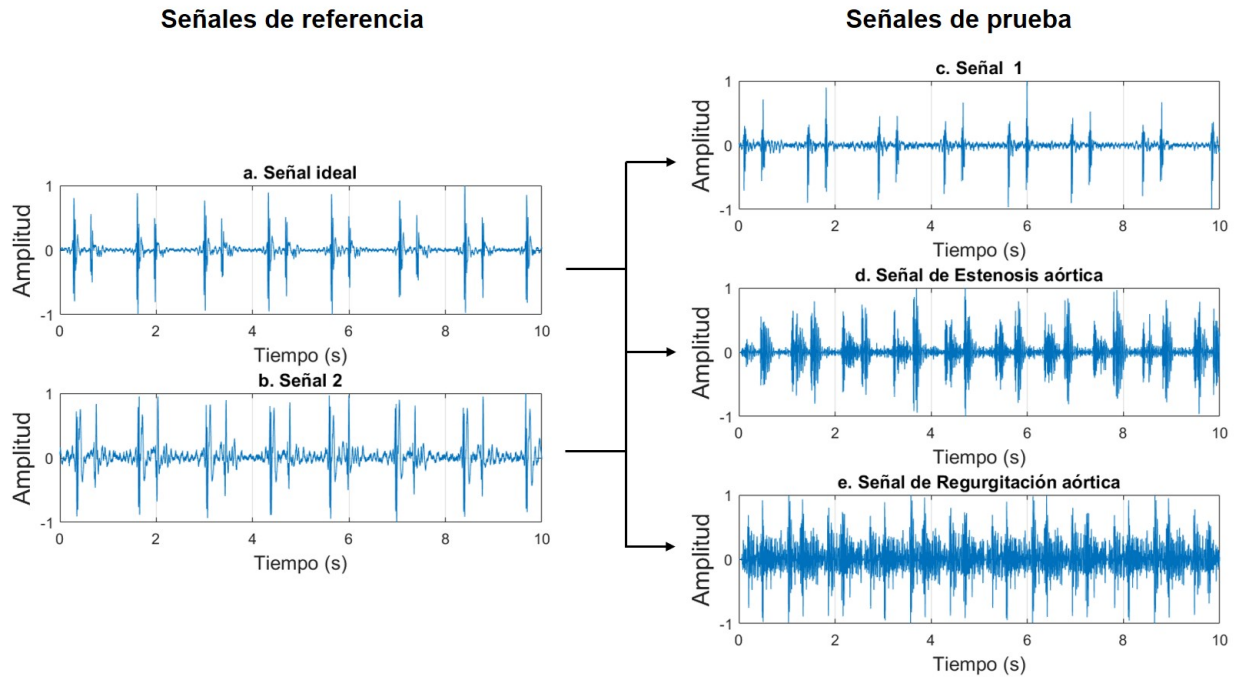 Señales de referencia
Señales de prueba
a. Señal ideal
Amplitud
1
0
-1
0 2 4 6 8 10
Tiempo (s)
b. Señal 2
Amplitud
1
0
-1
0 2 4 6 8 10
Tiempo (s)
c. Señal 1
Amplitud
1
0
-1
0 2 4 6 8 10
Tiempo (s)
d. Señal de Estenosis aórtica
Amplitud
1
0
-1
0 2 4 6 8 10
Tiempo (s)
e. Señal de Regurgitación aórtica
Amplitud
1
0
-1
0 2 4 6 8 10
Tiempo (s)